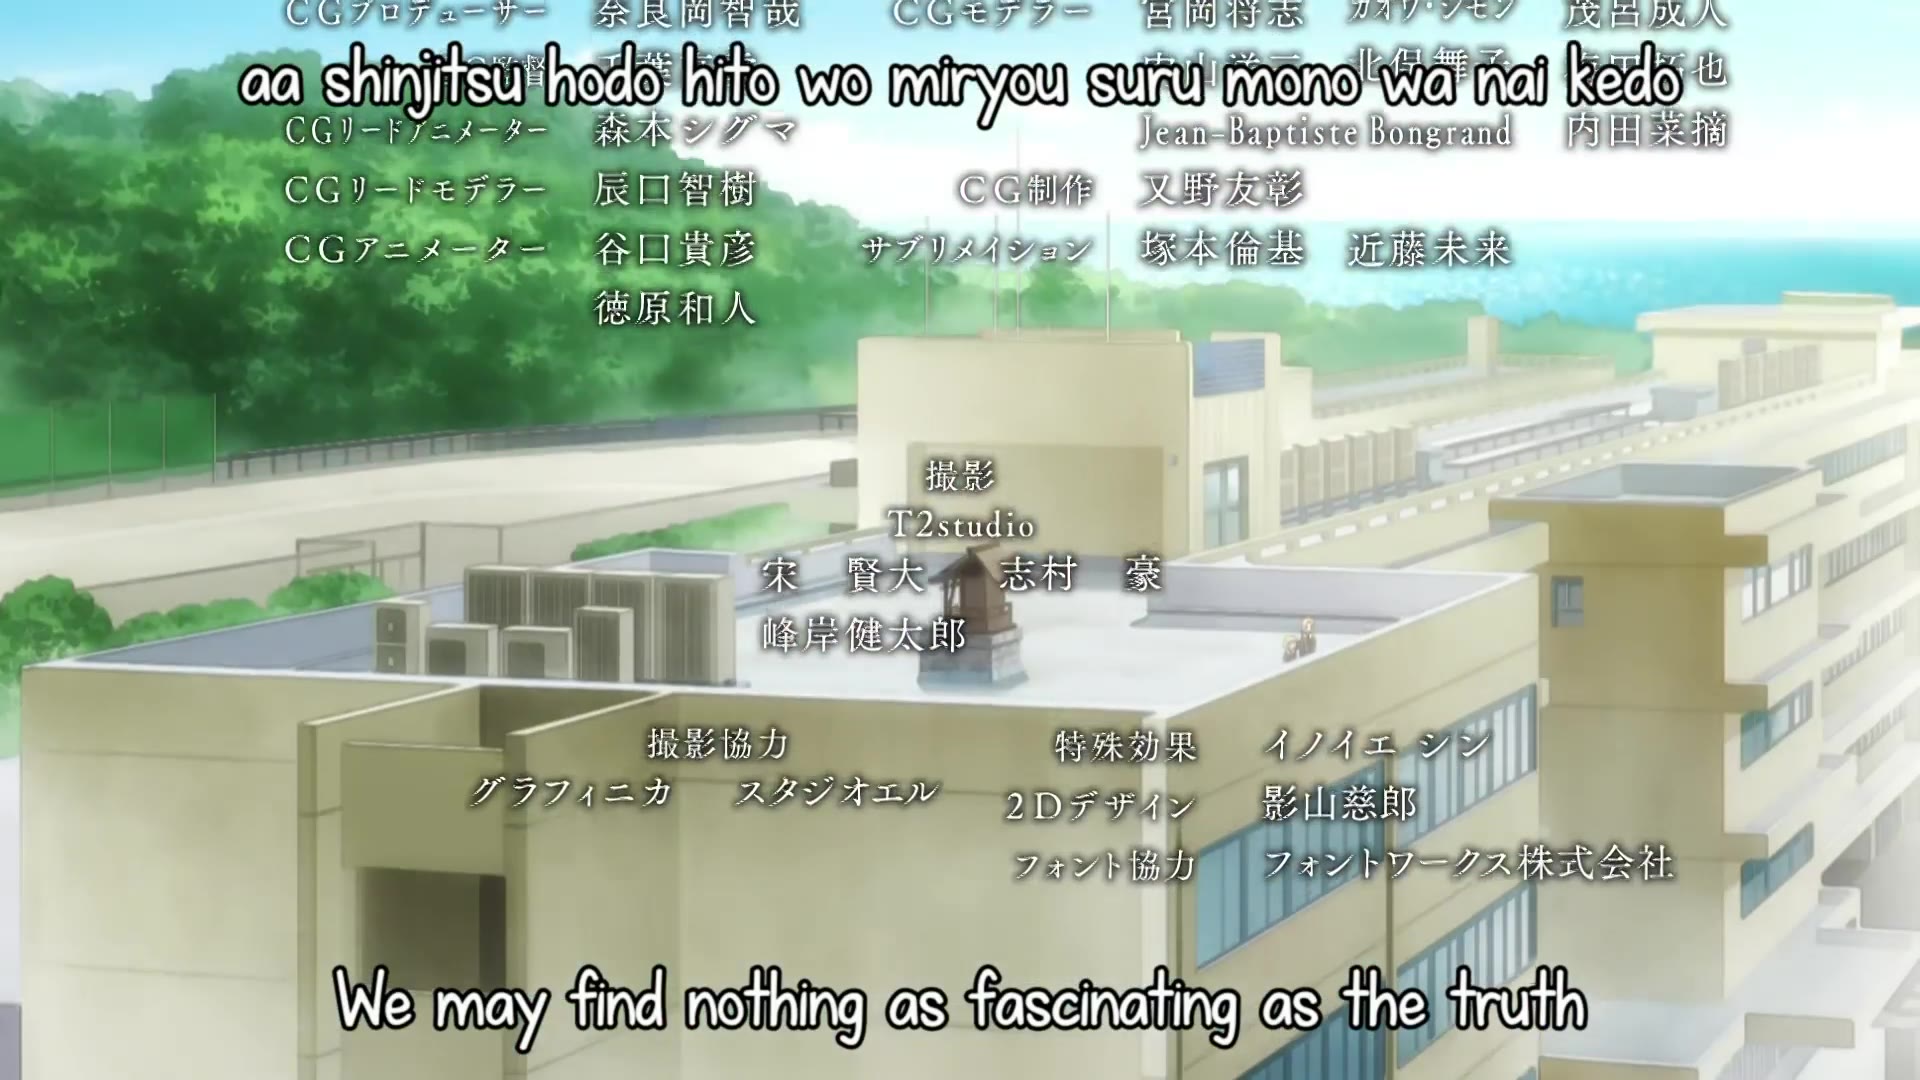 CGプロデューサー 奈良岡智哉 CGモデラー 宮岡将志 ガオワ・シモン 茂呂成人
aa shinjitsu hodo hito wo miryou suru mono wa nai kedo
CGリードアニメーター 森本シグマ Jean-Baptiste Bongrand 内田菜摘
CGリードモデラー 辰口智樹 CG制作 又野友彰
CGアニメーター 谷口貴彦 サブリメイション 塚本倫基 近藤未来
徳原和人
撮影
T2studio
宋 賢大 志村 豪
峰岸健太郎
撮影協力 特殊効果 イノイエ シン
グラフィニカ スタジオエル 2Dデザイン 影山慈郎
フォント協力 フォントワークス株式会社
We may find nothing as fascinating as the truth